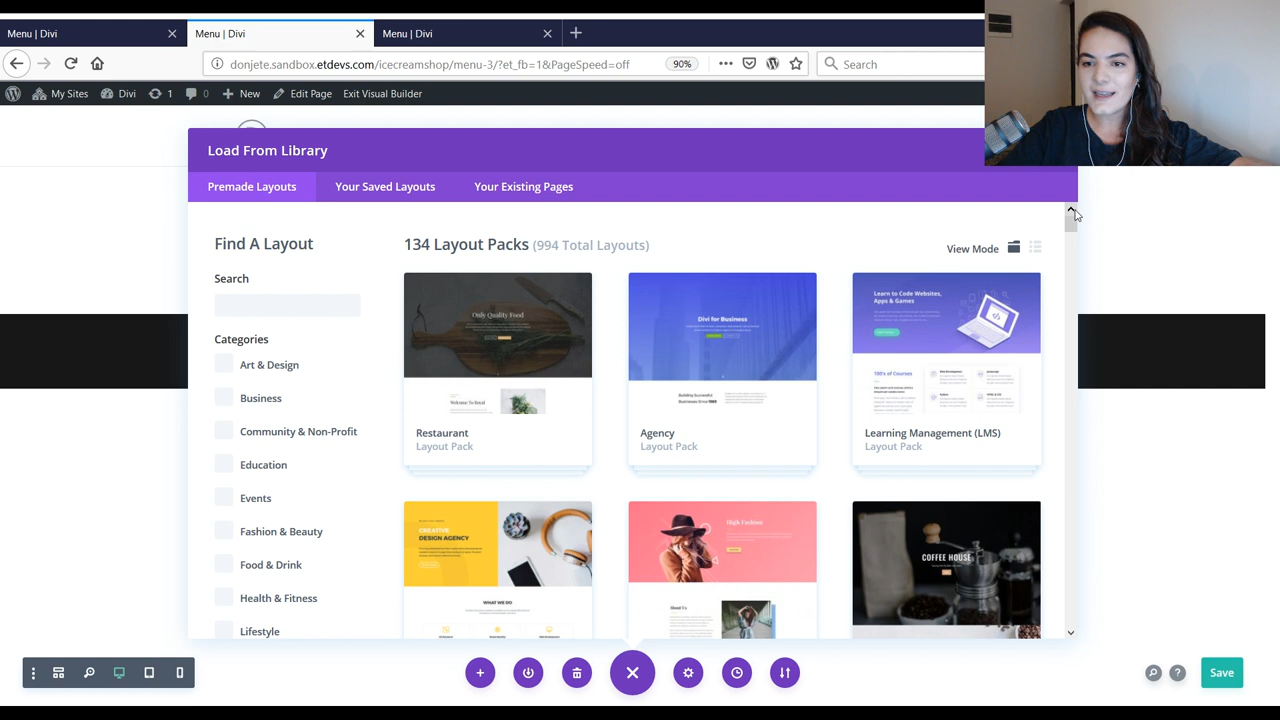 Menu | Divi
Menu | Divi
Menu | Divi
donjete.sandbox.etdevs.com/icecreamshop/menu-3/?et_fb=1&PageSpeed=off
90%
Search
My Sites
Divi
1
0
New
Edit Page
Exit Visual Builder
Load From Library
Premade Layouts
Your Saved Layouts
Your Existing Pages
Find A Layout
134 Layout Packs (994 Total Layouts)
View Mode
Search
Categories
Art & Design
Business
Community & Non-Profit
Education
Events
Fashion & Beauty
Food & Drink
Health & Fitness
Lifestyle
Only Quality Food
Welcome To Royal
Restaurant
Layout Pack
Divi for Business
Building Successful
Businesses Since 1985
Agency
Layout Pack
Learn to Code Websites,
Apps & Games
100's of Courses
Learning Management (LMS)
Layout Pack
CREATIVE
DESIGN AGENCY
WHAT WE DO
High Fashion
About Us
COFFEE HOUSE
Save